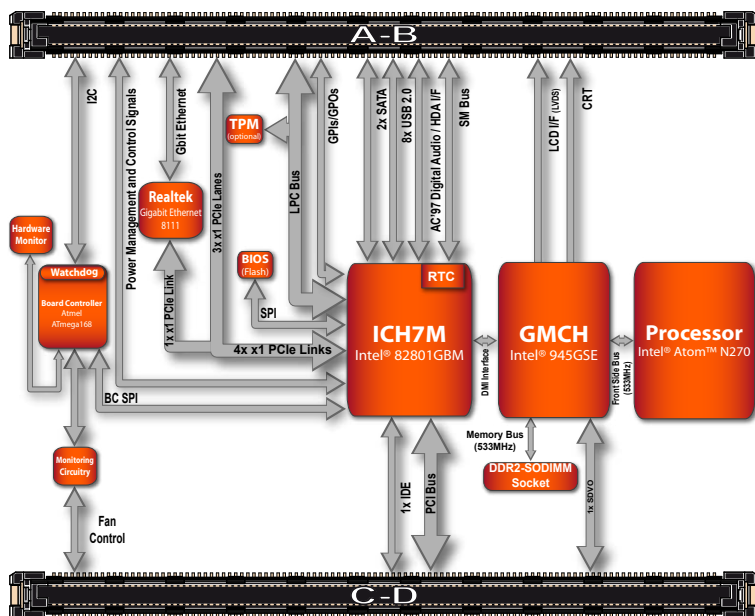 A-B
I2C
Power Management and Control Signals
Gbit Ethernet
3x x1 PCIe Lanes
TPM
(optional)
LPC Bus
GPIs/GPOs
2x SATA
8x USB 2.0
AC'97 Digital Audio / HDA I/F
SM Bus
LCD I/F (LVDS)
CRT
Realtek
Gigabit Ethernet
8111
Hardware
Monitor
Watchdog
Board Controller
Atmel
ATmega168
BIOS
(Flash)
SPI
1x x1 PCIe Link
4x x1 PCIe Links
BC SPI
RTC
ICH7M
Intel® 82801GBM
DMI Interface
GMCH
Intel® 945GSE
Front Side Bus
(533MHz)
Processor
Intel® Atom™ N270
Memory Bus
(533MHz)
DDR2-SODIMM
Socket
Monitoring
Circuitry
Fan
Control
1x IDE
PCI Bus
1x SDVO
C-D